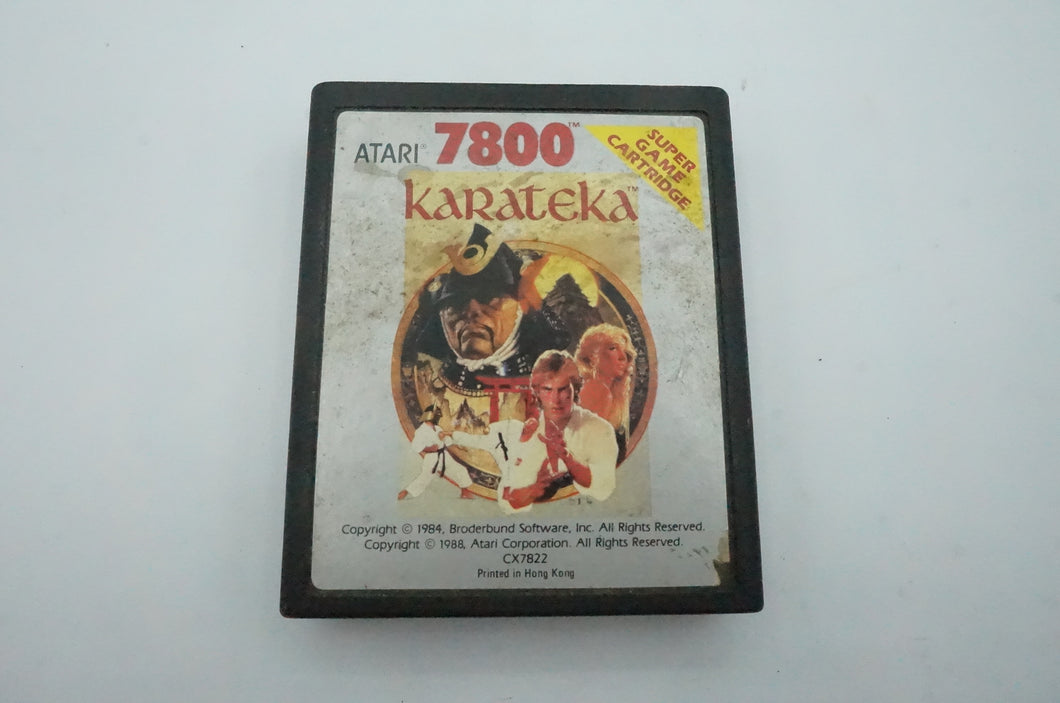 ATARI® 7800™
SUPER
GAME
CARTRIDGE
KARATEKA™
Copyright © 1984, Broderbund Software, Inc. All Rights Reserved.
Copyright © 1988, Atari Corporation. All Rights Reserved.
CX7822
Printed in Hong Kong